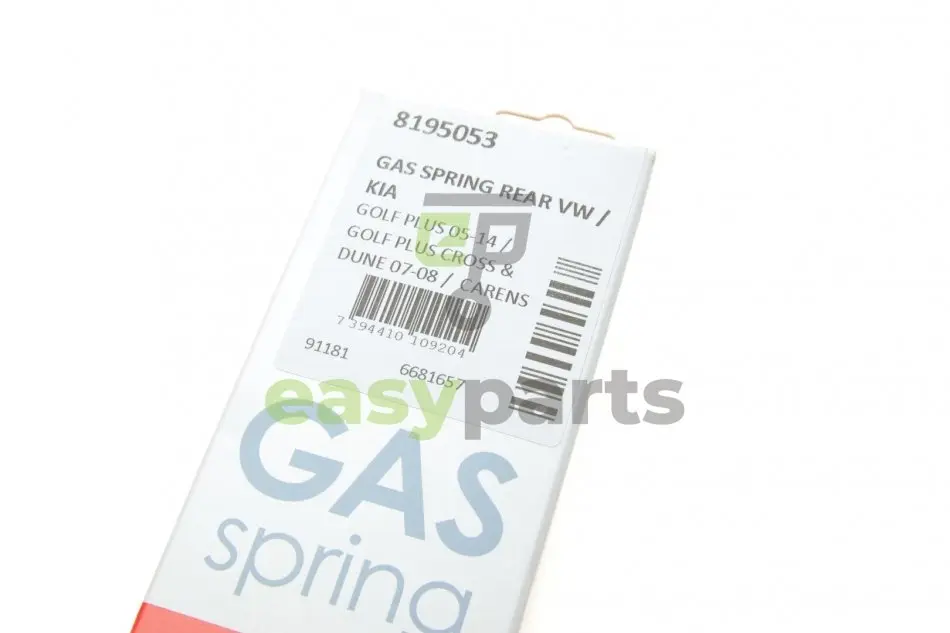 8195053
GAS SPRING REAR VW /
KIA
GOLF PLUS 05-14 /
GOLF PLUS CROSS &
DUNE 07-08 / CARENS
7 394410 109204
91181
6681657
ep
easyparts
GAS
spring